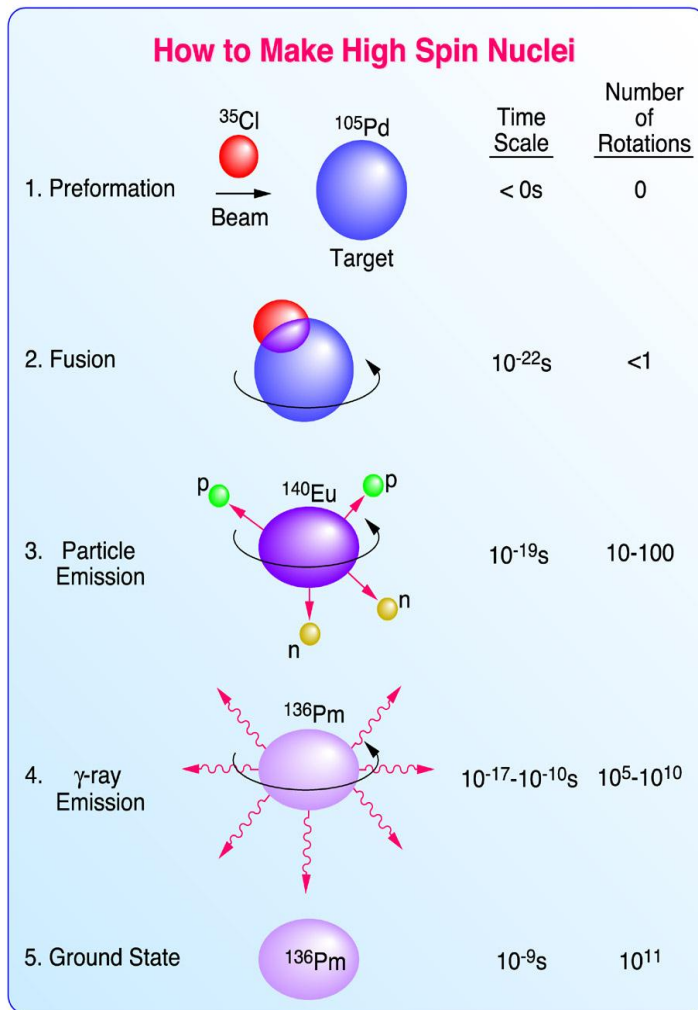 How to Make High Spin Nuclei
Time Scale
Number of Rotations
1. Preformation
³⁵Cl
Beam
¹⁰⁵Pd
Target
< 0s
0
2. Fusion
10⁻²²s
<1
3. Particle Emission
p
¹⁴⁰Eu
p
n
n
10⁻¹⁹s
10-100
4. γ-ray Emission
¹³⁶Pm
10⁻¹⁷-10⁻¹⁰s
10⁵-10¹⁰
5. Ground State
¹³⁶Pm
10⁻⁹s
10¹¹